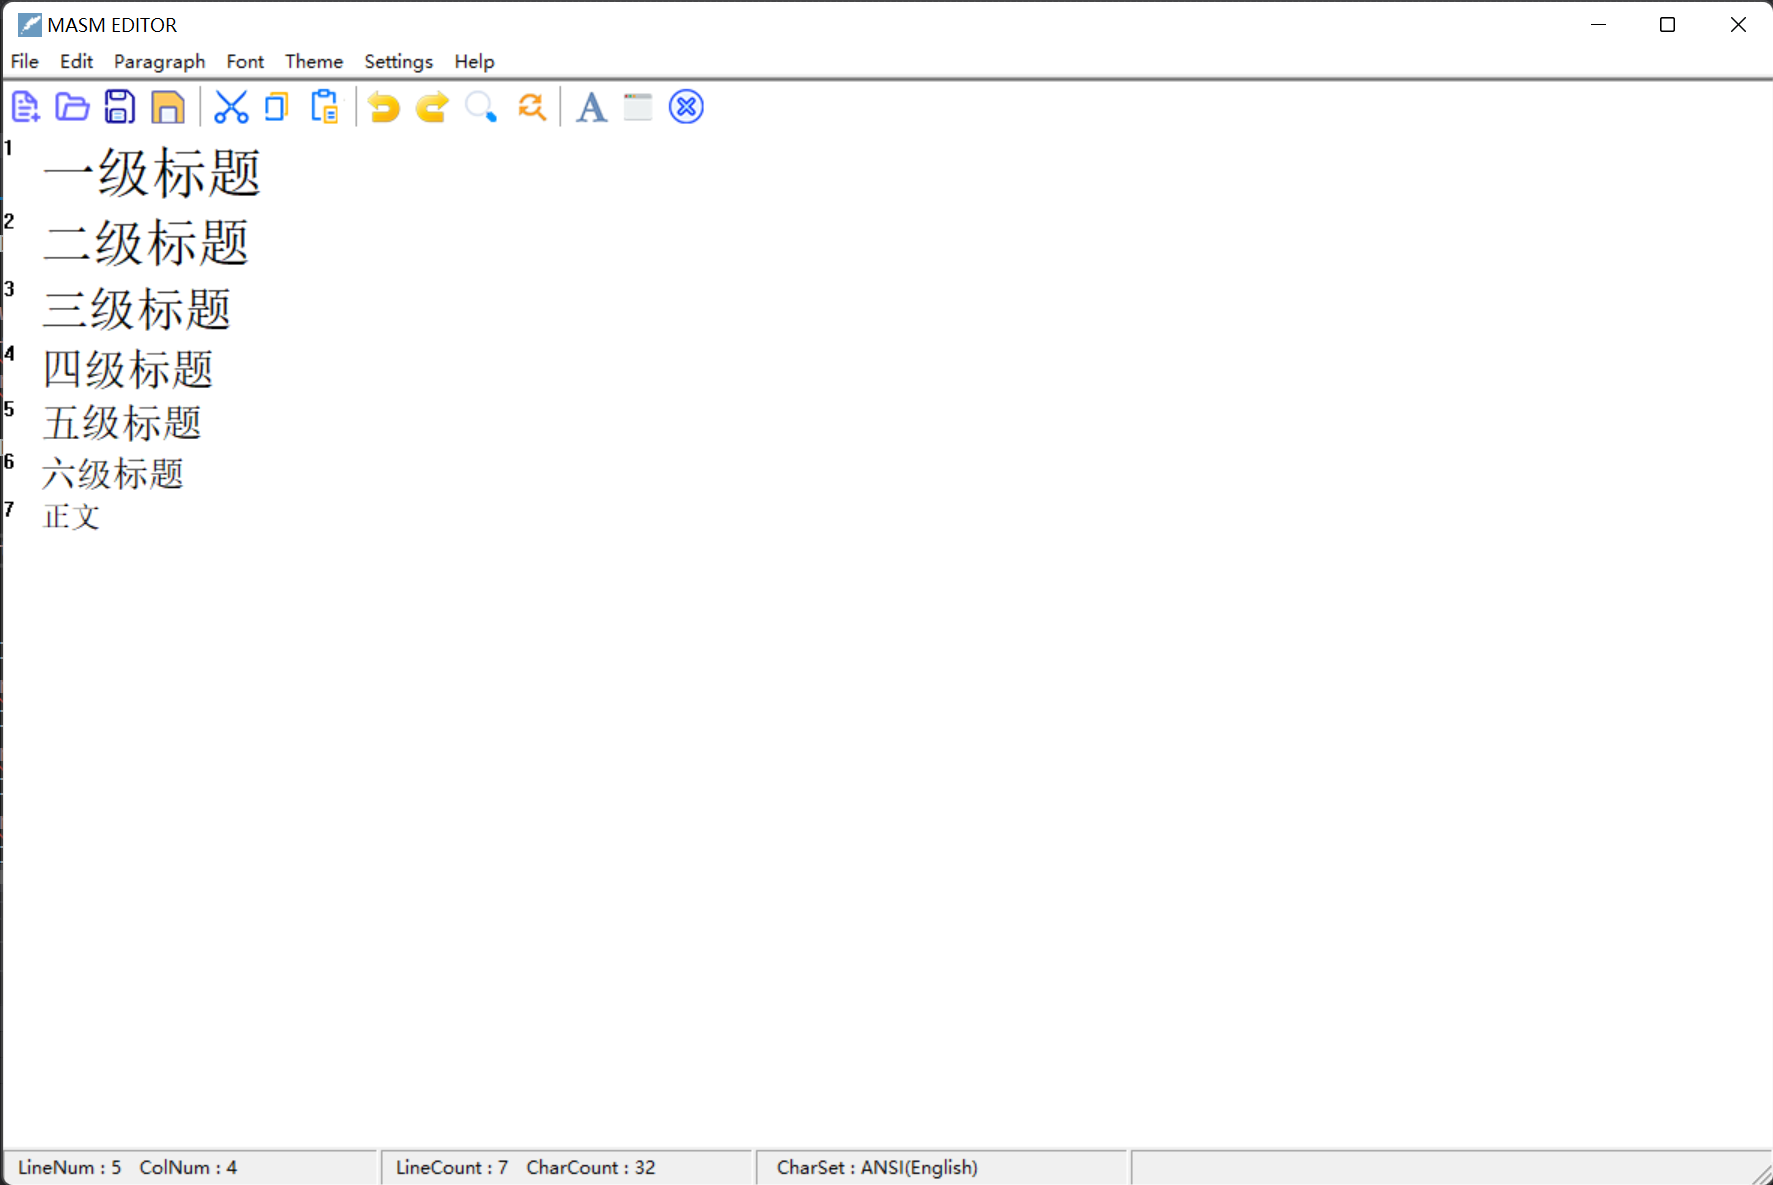 MASM EDITOR
File Edit Paragraph Font Theme Settings Help
1 一级标题
2 二级标题
3 三级标题
4 四级标题
5 五级标题
6 六级标题
7 正文
LineNum : 5 ColNum : 4 LineCount : 7 CharCount : 32 CharSet : ANSI(English)